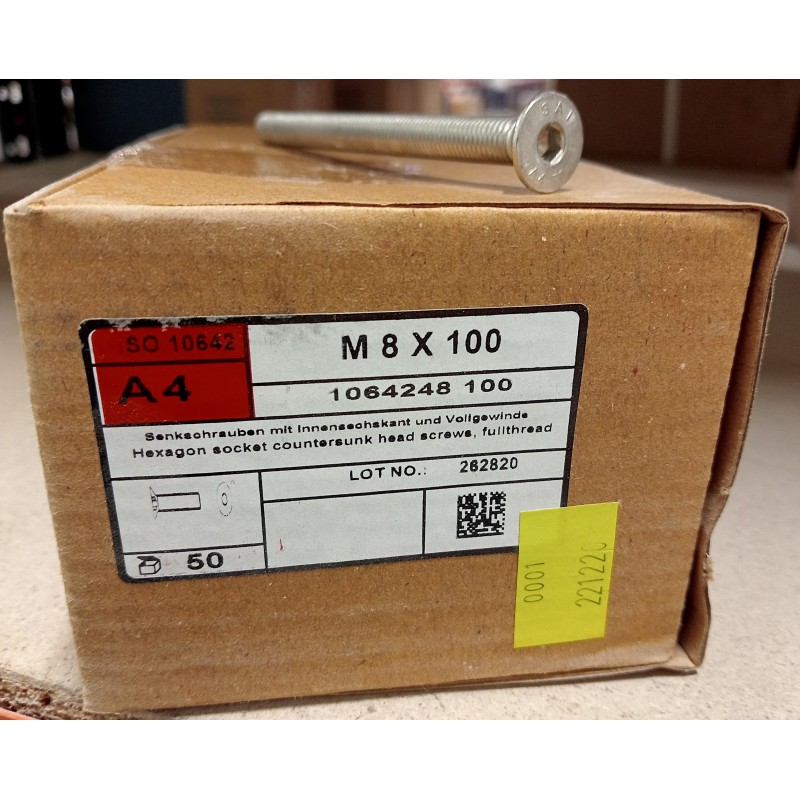 SO 10642
M 8 X 100
A4
1064248 100
Senkschrauben mit Innensechskant und Vollgewinde
Hexagon socket countersunk head screws, fullthread
LOT NO.: 262820
50
0001
221220